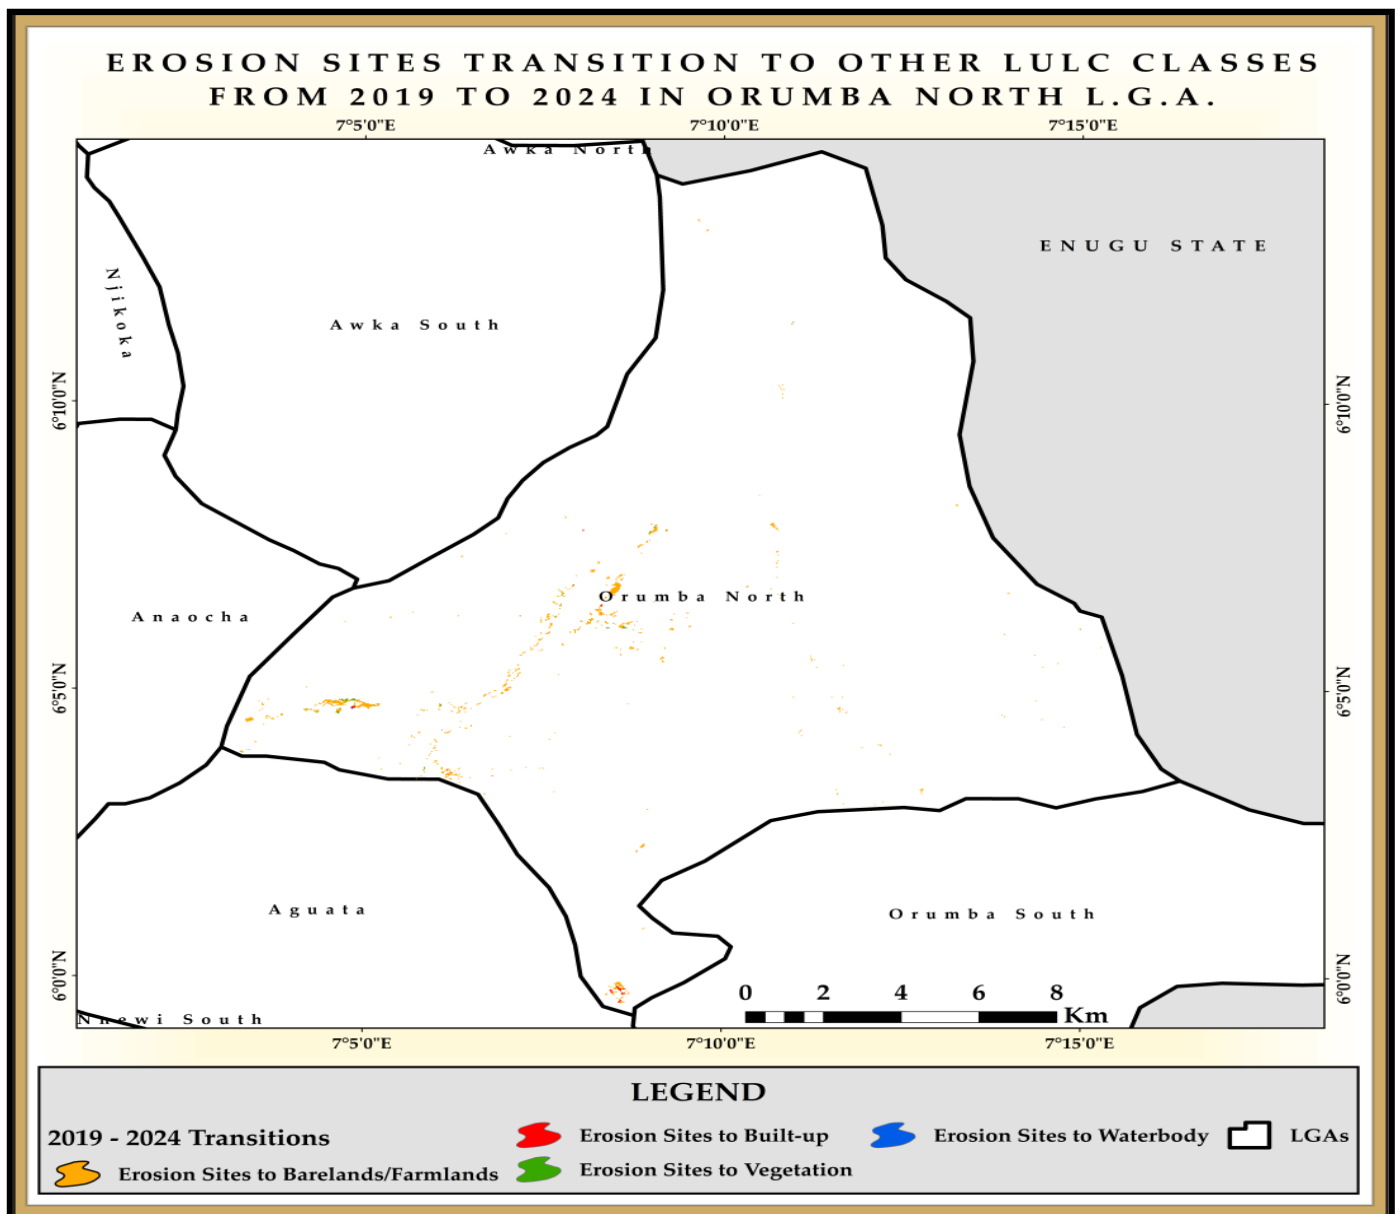 EROSION SITES TRANSITION TO OTHER LULC CLASSES
FROM 2019 TO 2024 IN ORUMBA NORTH L.G.A.
7°5'0"E 7°10'0"E 7°15'0"E
Awka North
ENUGU STATE
Njikoka
Awka South
6°10'0"N 6°10'0"N
Orumba North
Anaocha
6°5'0"N 6°5'0"N
Aguata
Orumba South
6°0'0"N 6°0'0"N
0 2 4 6 8
Km
Nnewi South
7°5'0"E 7°10'0"E 7°15'0"E
LEGEND
2019 - 2024 Transitions
Erosion Sites to Built-up
Erosion Sites to Waterbody
LGAs
Erosion Sites to Barelands/Farmlands
Erosion Sites to Vegetation